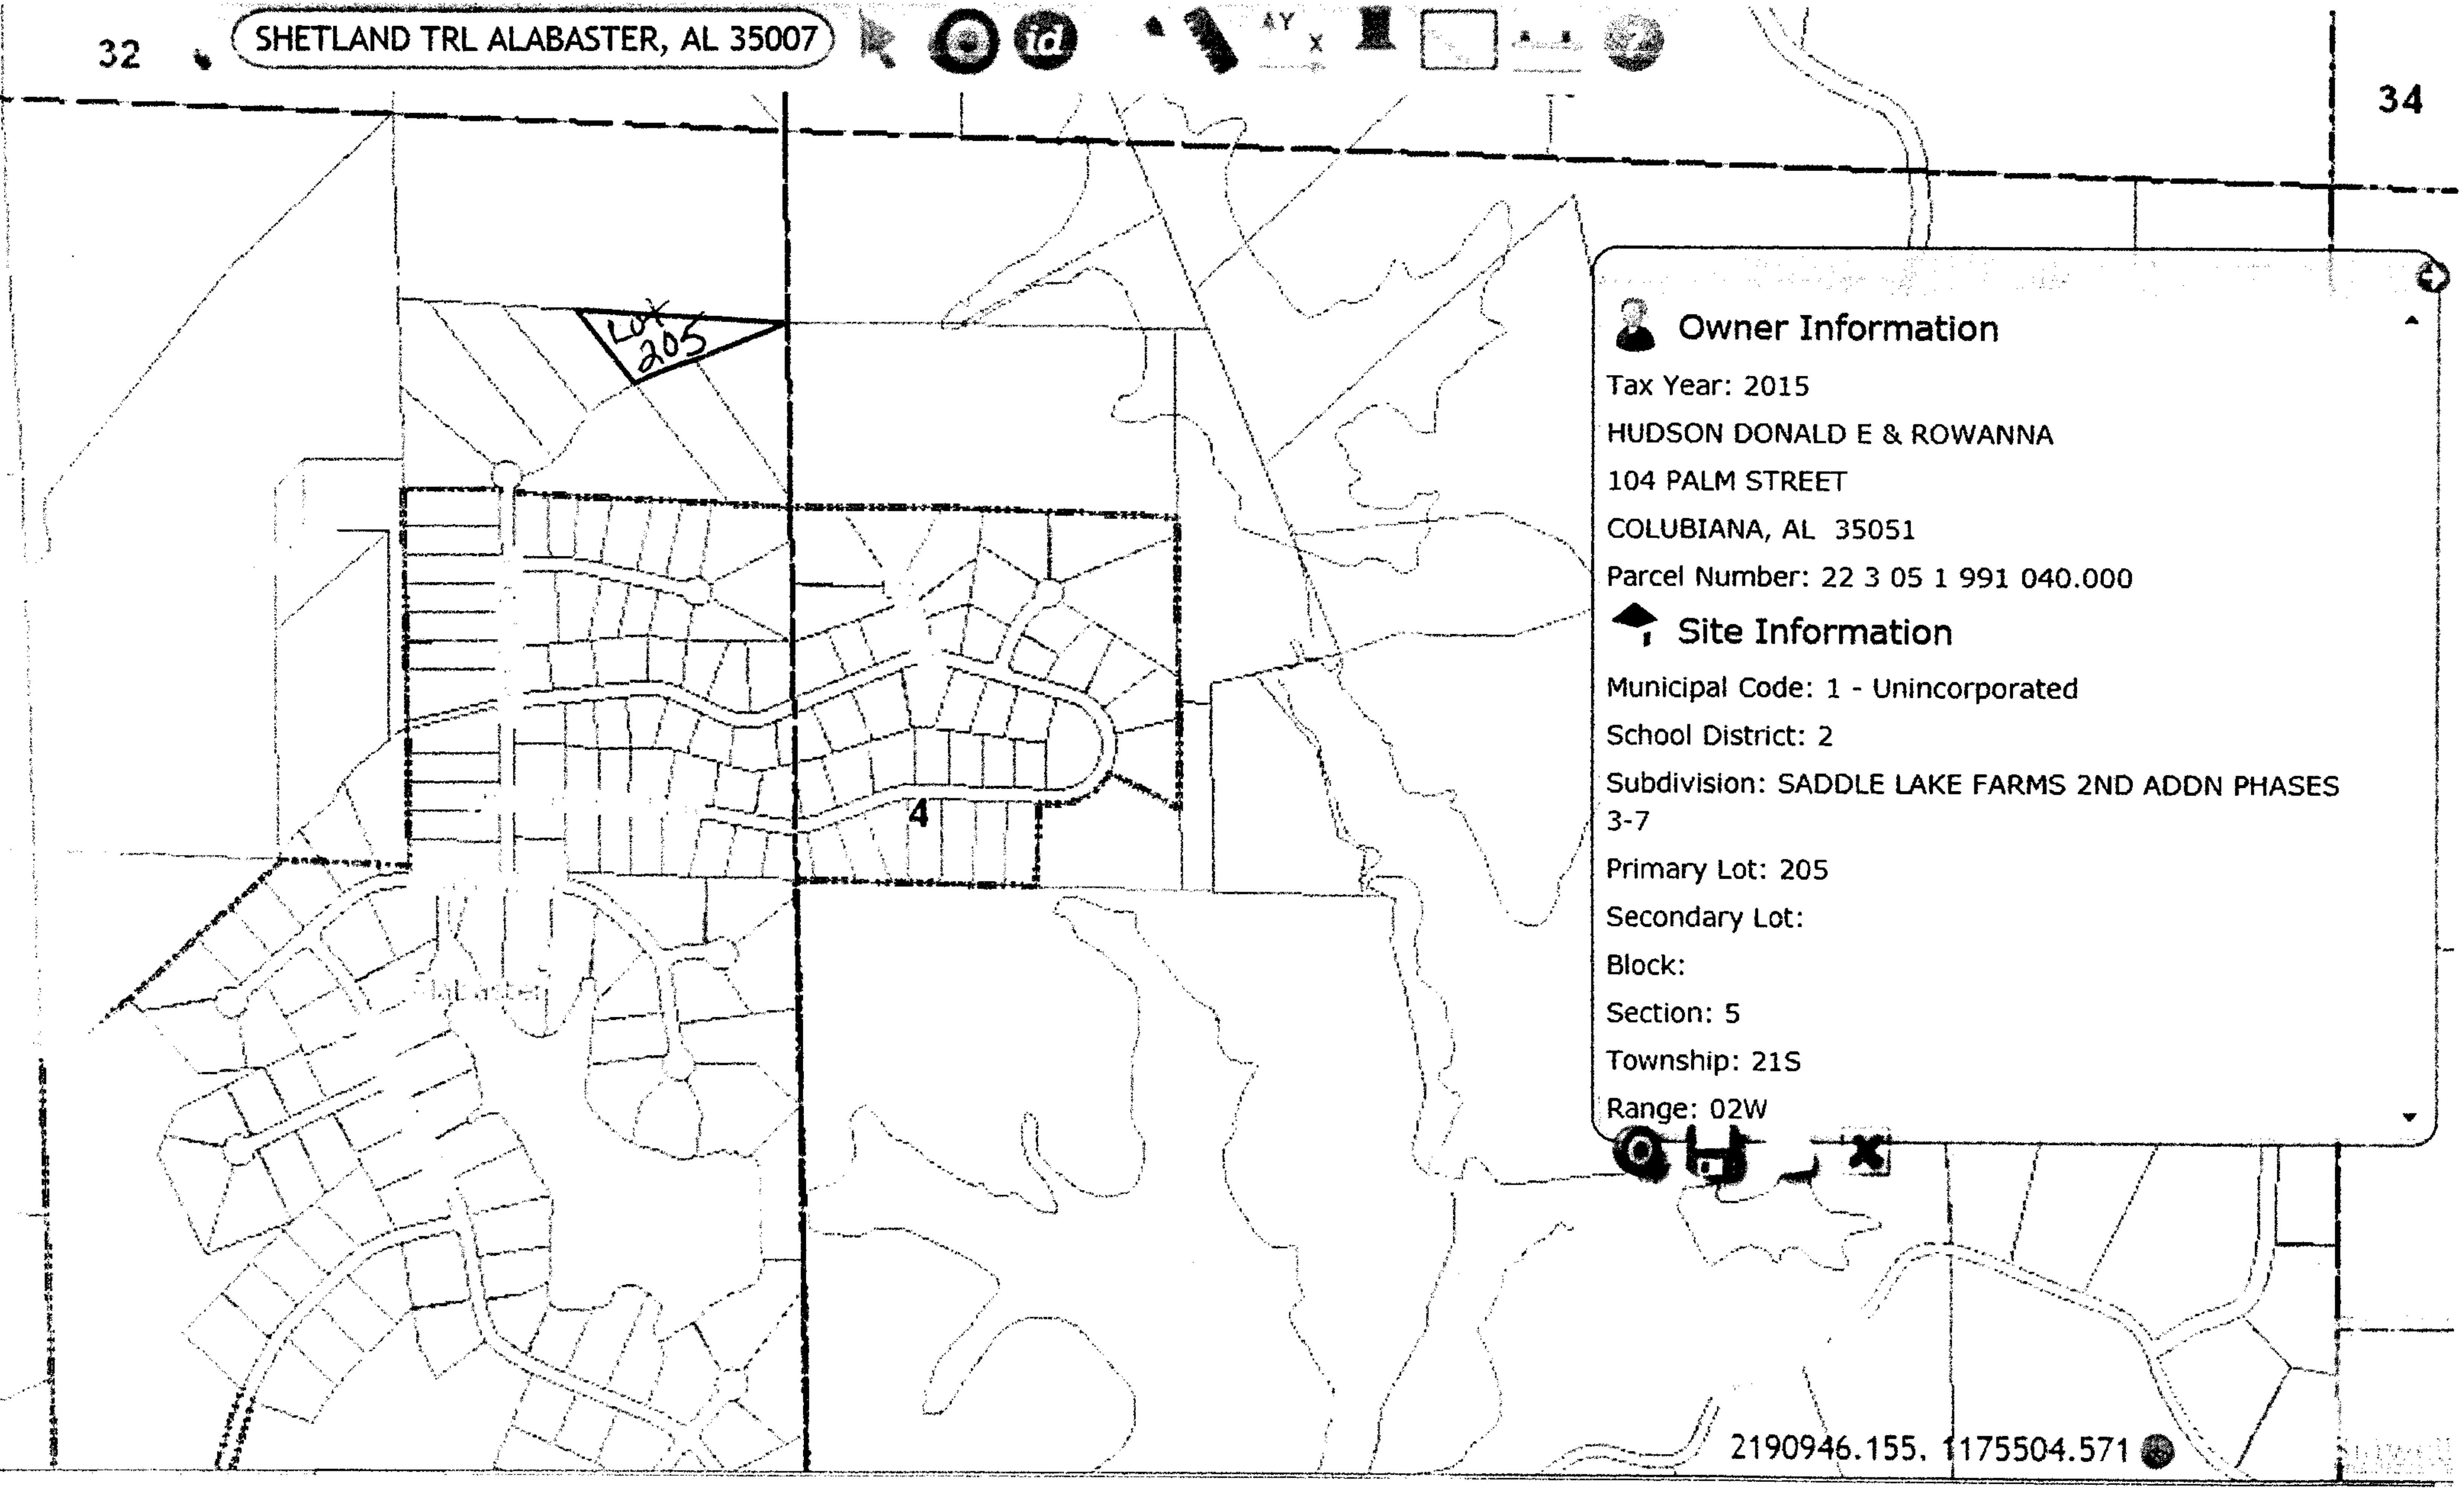 32
SHETLAND TRL ALABASTER, AL 35007
id
AY
X
?
34
Lot
205
Owner Information
Tax Year: 2015
HUDSON DONALD E & ROWANNA
104 PALM STREET
COLUBIANA, AL 35051
Parcel Number: 22 3 05 1 991 040.000
Site Information
Municipal Code: 1 - Unincorporated
School District: 2
Subdivision: SADDLE LAKE FARMS 2ND ADDN PHASES
3-7
Primary Lot: 205
Secondary Lot:
Block:
Section: 5
Township: 21S
Range: 02W
4
Alabaster
2190946.155, 1175504.571